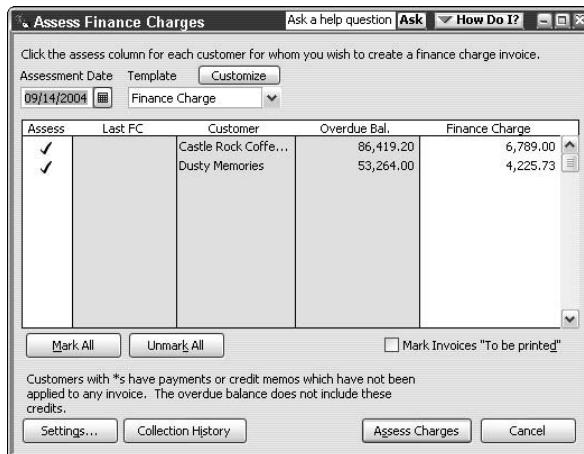 Assess Finance Charges Ask a help question Ask How Do I?
Click the assess column for each customer for whom you wish to create a finance charge invoice.
Assessment Date Template Customize
09/14/2004 Finance Charge
Assess Last FC Customer Overdue Bal. Finance Charge
Castle Rock Coffe... 86,419.20 6,789.00
Dusty Memories 53,264.00 4,225.73
Mark All Unmark All Mark Invoices "To be printed"
Customers with *s have payments or credit memos which have not been
applied to any invoice. The overdue balance does not include these
credits.
Settings... Collection History Assess Charges Cancel